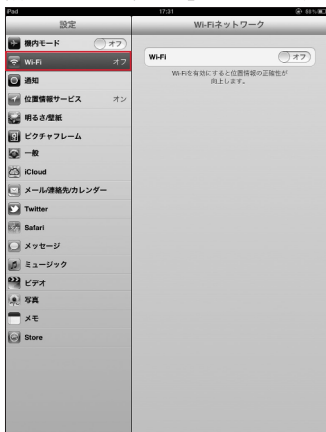 iPad 17:31 68%
設定
機内モード オフ
Wi-Fi オフ
通知
位置情報サービス オン
明るさ/壁紙
ピクチャフレーム
一般
iCloud
メール/連絡先/カレンダー
Twitter
Safari
メッセージ
ミュージック
ビデオ
写真
メモ
Store
Wi-Fiネットワーク
Wi-Fi オフ
Wi-Fiを有効にすると位置情報の正確性が
向上します。